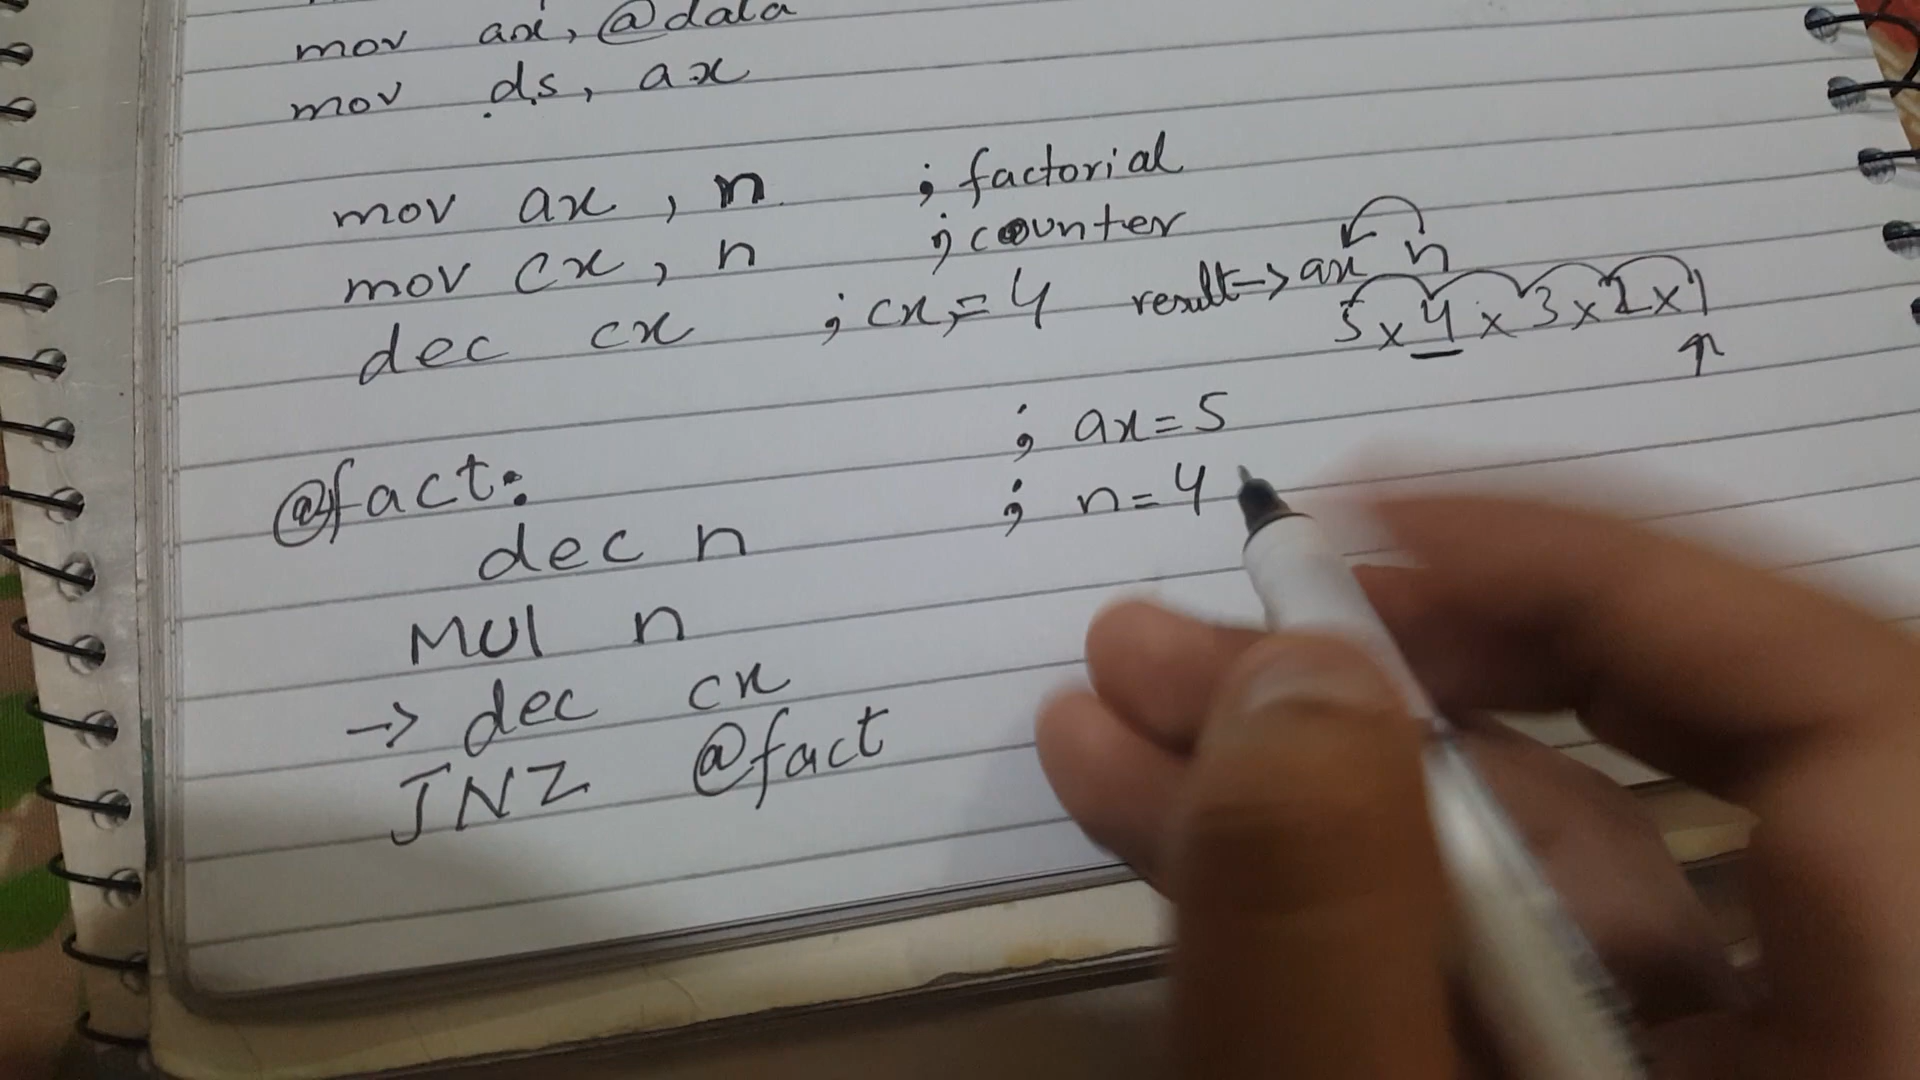 mov ax, @data
mov ds, ax
mov ax, n ; factorial
mov cx, n ; counter
dec cx ; cx = 4 result -> ax n
5 x 4 x 3 x 2 x 1
; ax = 5
@fact: ; n = 4
dec n
MUL n
-> dec cx
JNZ @fact